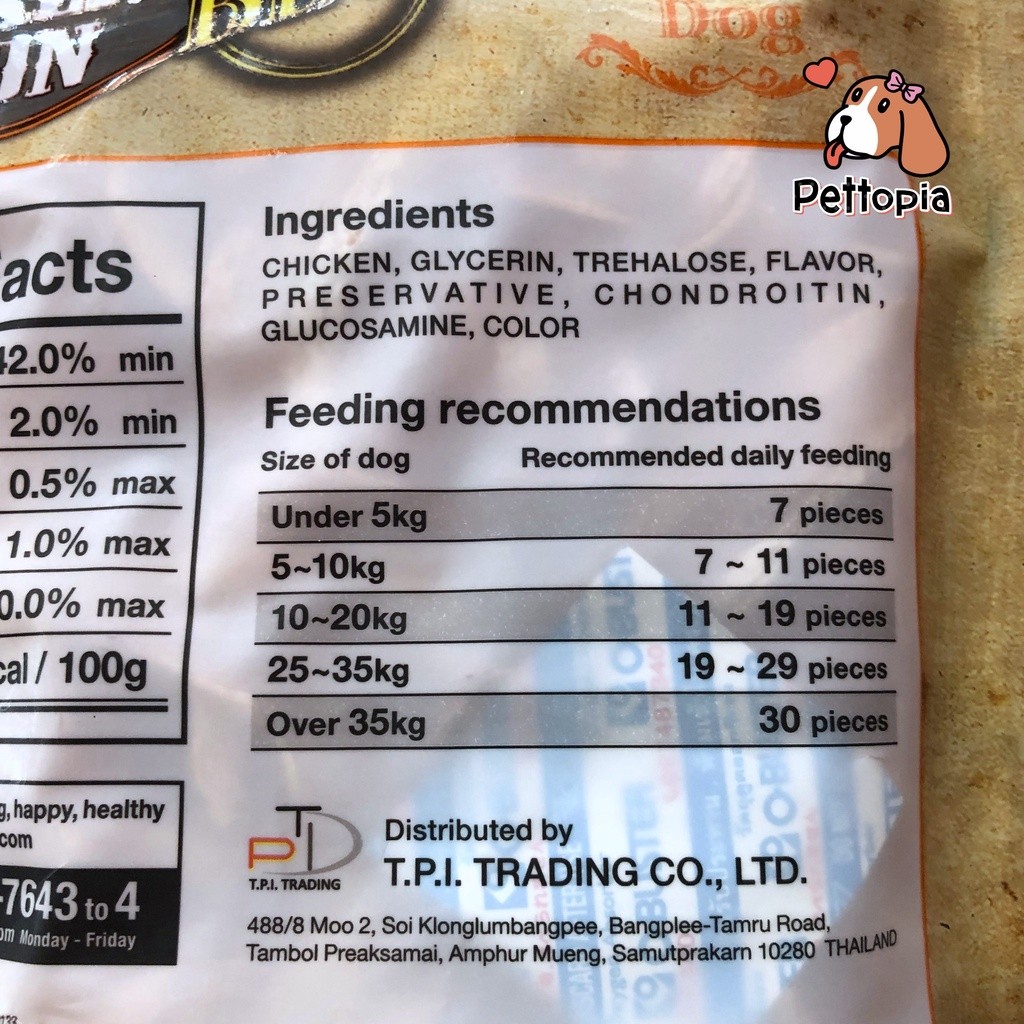 UN
Dog
Pettopia
acts
42.0% min
2.0% min
0.5% max
1.0% max
0.0% max
cal / 100g
g, happy, healthy
com
-7643 to 4
om Monday - Friday
Ingredients
CHICKEN, GLYCERIN, TREHALOSE, FLAVOR,
PRESERVATIVE, CHONDROITIN,
GLUCOSAMINE, COLOR
Feeding recommendations
Size of dog Recommended daily feeding
Under 5kg 7 pieces
5~10kg 7 ~ 11 pieces
10~20kg 11 ~ 19 pieces
25~35kg 19 ~ 29 pieces
Over 35kg 30 pieces
PTI
T.P.I. TRADING
Distributed by
T.P.I. TRADING CO., LTD.
488/8 Moo 2, Soi Klonglumbangpee, Bangplee-Tamru Road,
Tambol Preaksamai, Amphur Mueng, Samutprakarn 10280 THAILAND